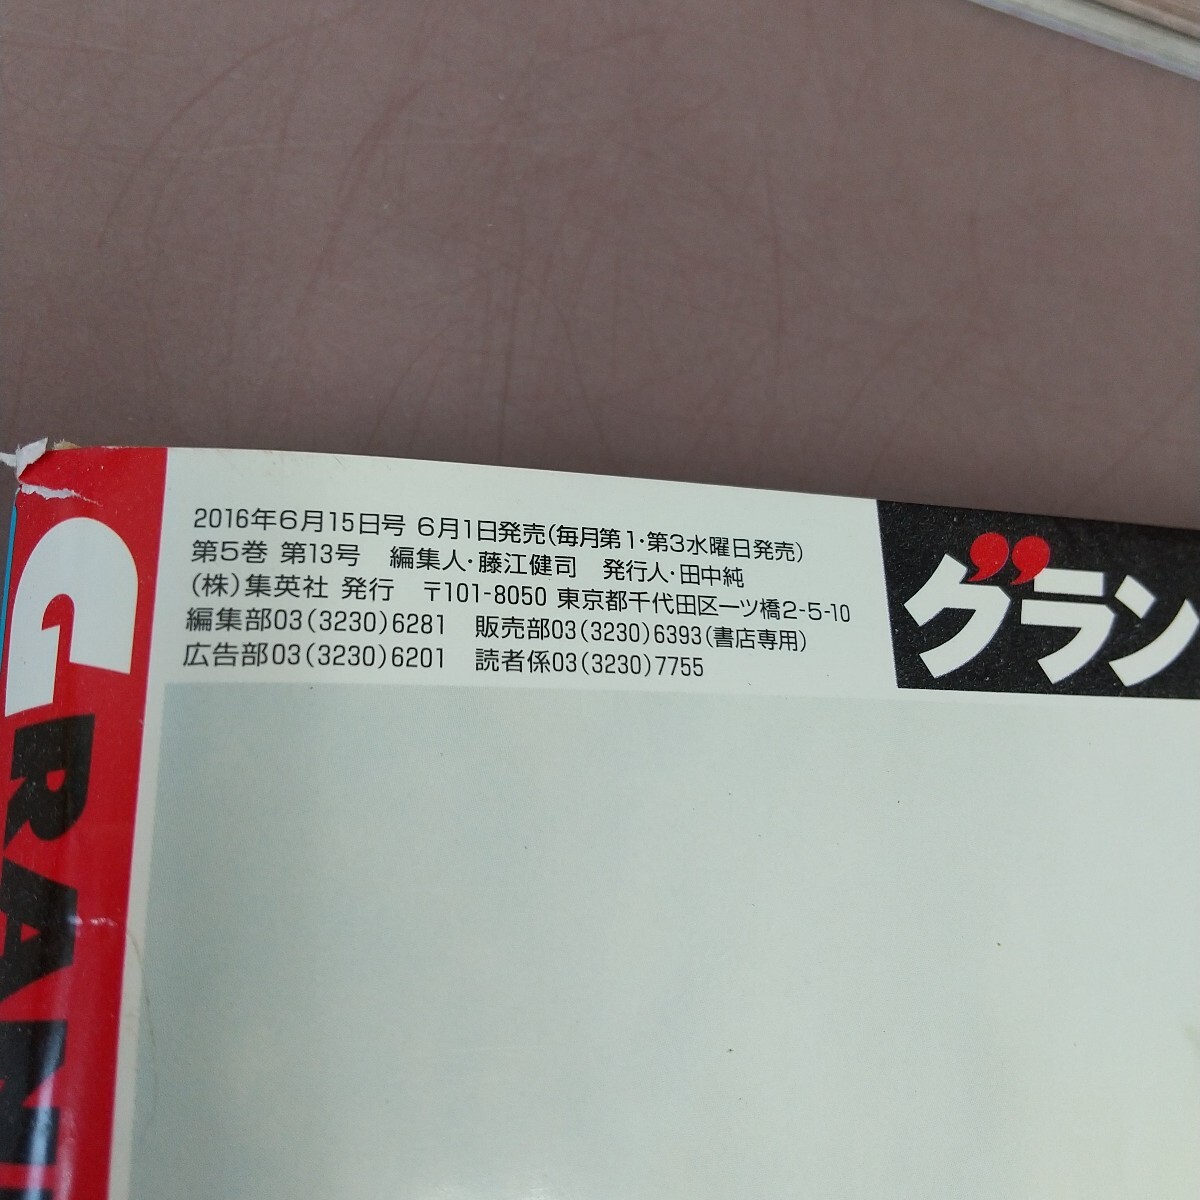 2016年6月15日号 6月1日発売(毎月第1・第3水曜日発売)
第5巻 第13号 編集人・藤江健司 発行人・田中純
(株)集英社 発行 〒101-8050 東京都千代田区一ツ橋2-5-10
編集部03(3230)6281 販売部03(3230)6393(書店専用)
広告部03(3230)6201 読者係03(3230)7755
グラン
GRAN